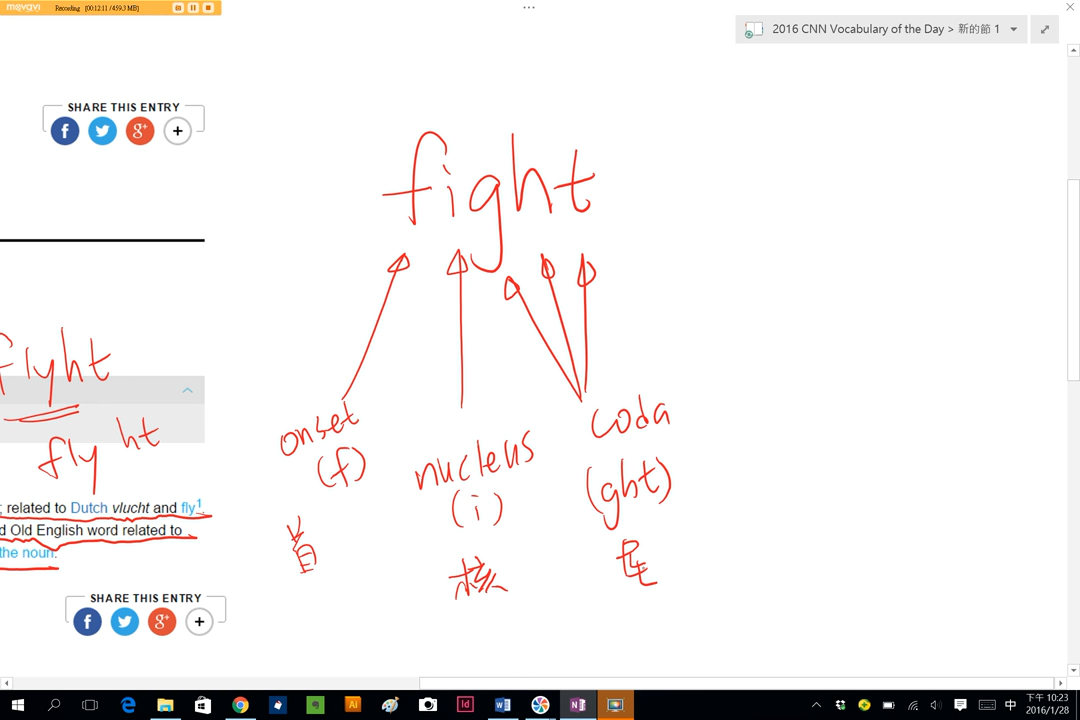 movavi Recording [00:12:11 / 459.3 MB]
2016 CNN Vocabulary of the Day > 新的節 1
SHARE THIS ENTRY
fight
flyht
fly ht
onset
(f)
首
nucleus
(i)
核
coda
(ght)
尾
; related to Dutch vlucht and fly1.
d Old English word related to
the noun.
SHARE THIS ENTRY
中
下午 10:23
2016/1/28